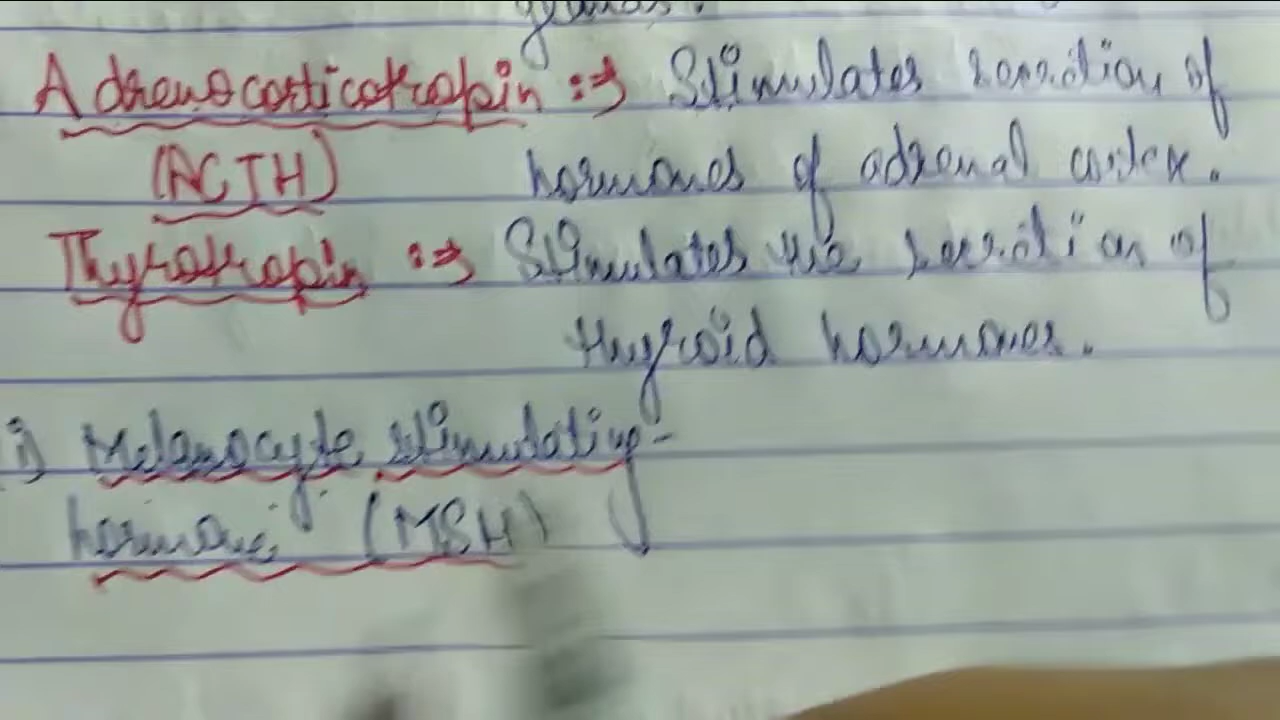 glands.
Adrenocorticotropin :⇒ Stimulates secretion of
(ACTH) hormones of adrenal cortex.
Thyrotropin :⇒ Stimulates the secretion of
thyroid hormones.
i) Melanocyte stimulating-
hormone (MSH)